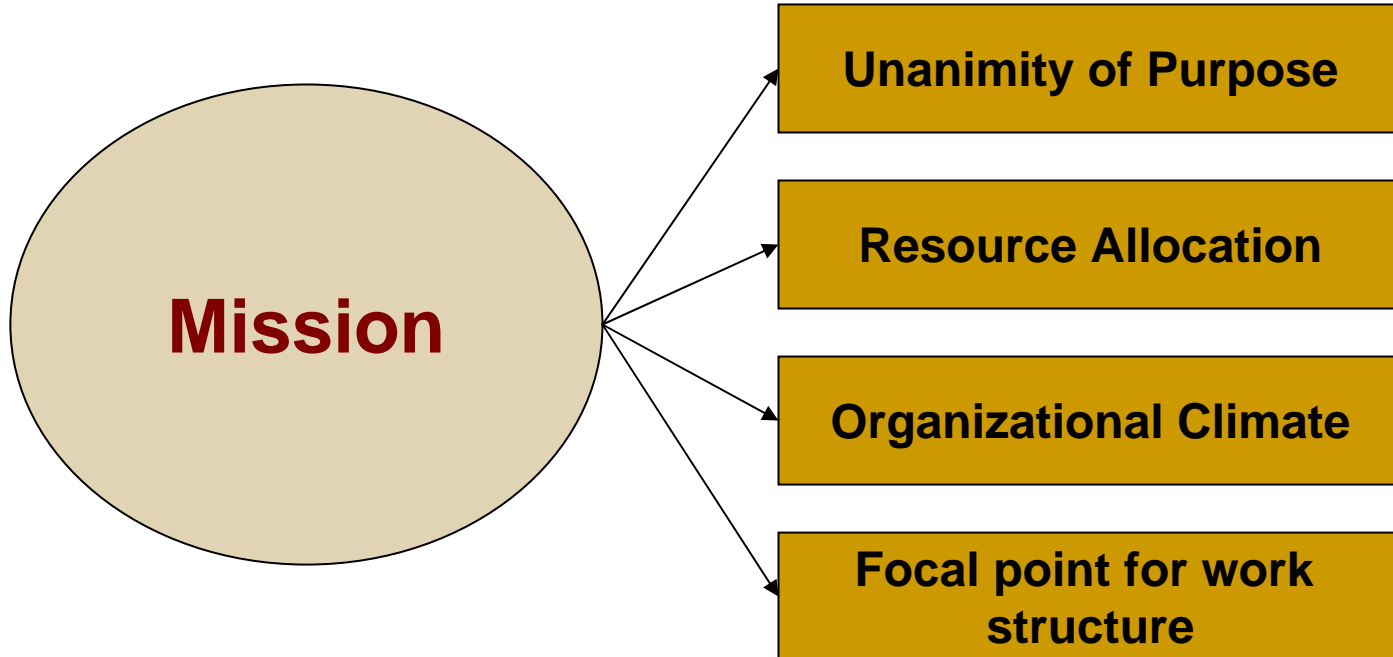 Mission
Unanimity of Purpose
Resource Allocation
Organizational Climate
Focal point for work
structure